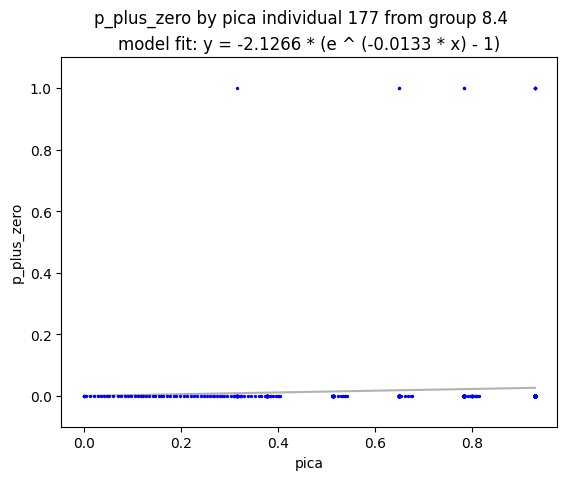 p_plus_zero by pica individual 177 from group 8.4
model fit: y = -2.1266 * (e ^ (-0.0133 * x) - 1)
1.0
0.8
0.6
0.4
0.2
0.0
p_plus_zero
0.0 0.2 0.4 0.6 0.8
pica